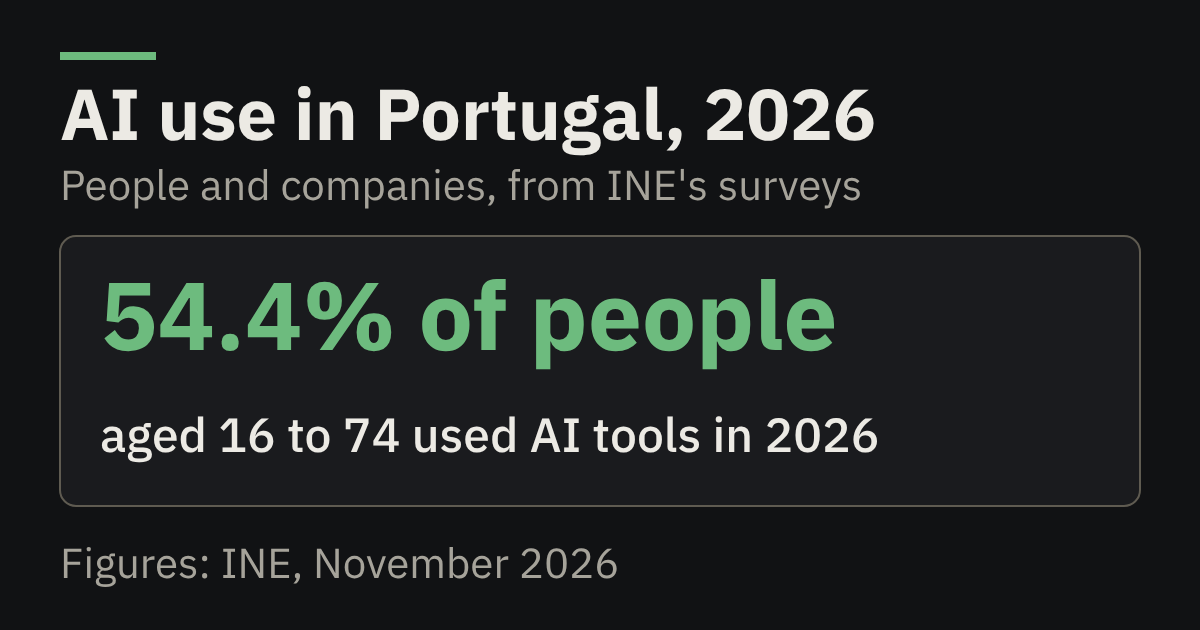 AI use in Portugal, 2026
People and companies, from INE's surveys
54.4% of people
aged 16 to 74 used AI tools in 2026
Figures: INE, November 2026